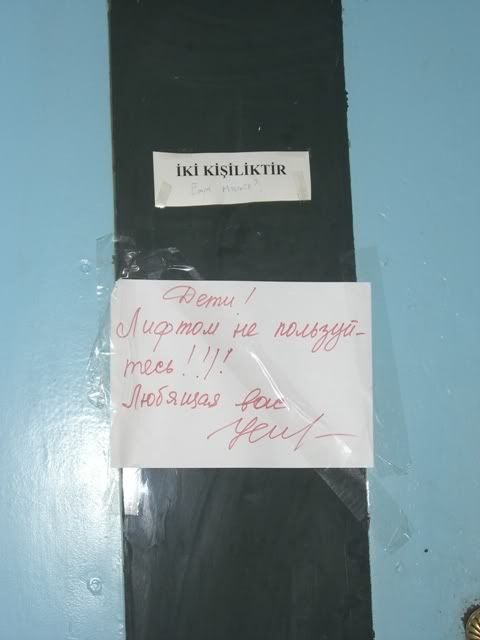 İKİ KİŞİLİKTİR
Дети!
Лифтом не пользуй-
тесь!!!!
Любящая вас